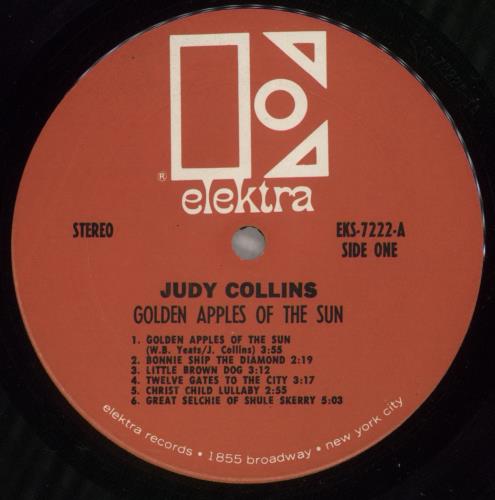 ® elektra
STEREO
EKS-7222-A
SIDE ONE
JUDY COLLINS
GOLDEN APPLES OF THE SUN
1. GOLDEN APPLES OF THE SUN
(W.B. Yeats/J. Collins) 3:55
2. BONNIE SHIP THE DIAMOND 2:19
3. LITTLE BROWN DOG 3:12
4. TWELVE GATES TO THE CITY 3:17
5. CHRIST CHILD LULLABY 2:55
6. GREAT SELCHIE OF SHULE SKERRY 5:03
elektra records • 1855 broadway • new york city